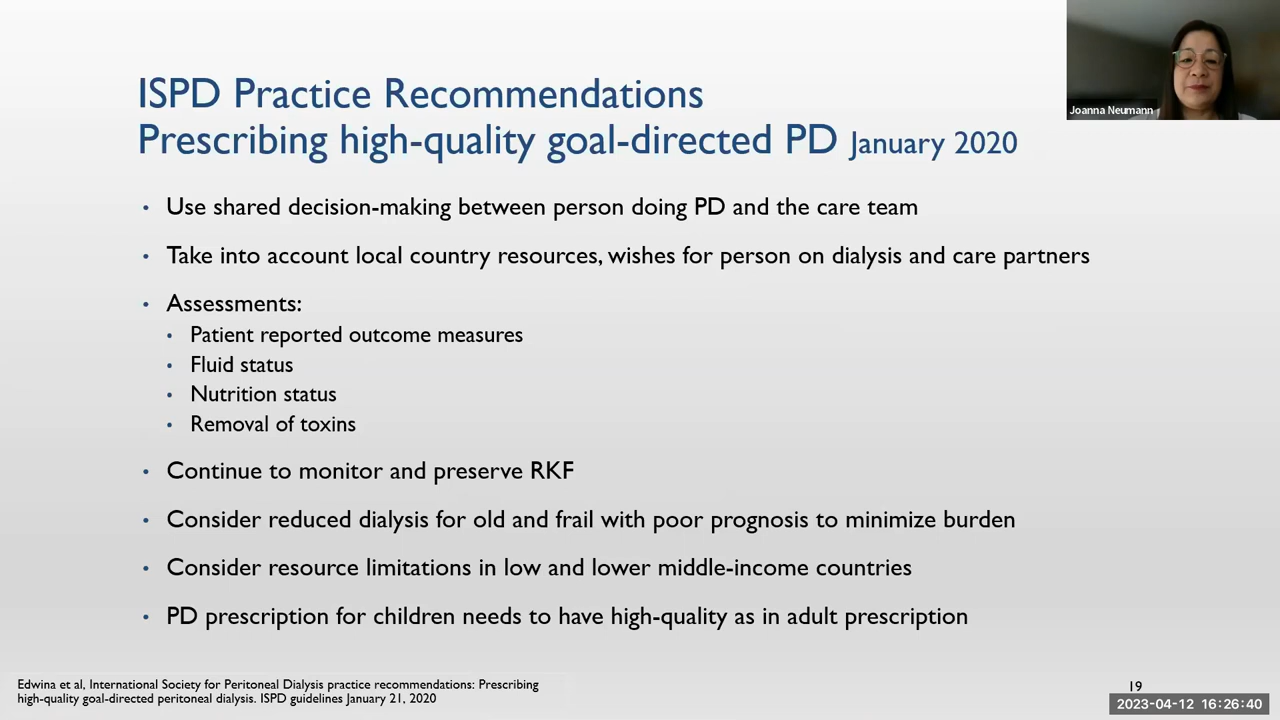 ISPD Practice Recommendations
Prescribing high-quality goal-directed PD January 2020
Joanna Neumann
• Use shared decision-making between person doing PD and the care team
• Take into account local country resources, wishes for person on dialysis and care partners
• Assessments:
• Patient reported outcome measures
• Fluid status
• Nutrition status
• Removal of toxins
• Continue to monitor and preserve RKF
• Consider reduced dialysis for old and frail with poor prognosis to minimize burden
• Consider resource limitations in low and lower middle-income countries
• PD prescription for children needs to have high-quality as in adult prescription
Edwina et al, International Society for Peritoneal Dialysis practice recommendations: Prescribing
high-quality goal-directed peritoneal dialysis. ISPD guidelines January 21, 2020
19
2023-04-12 16:26:40